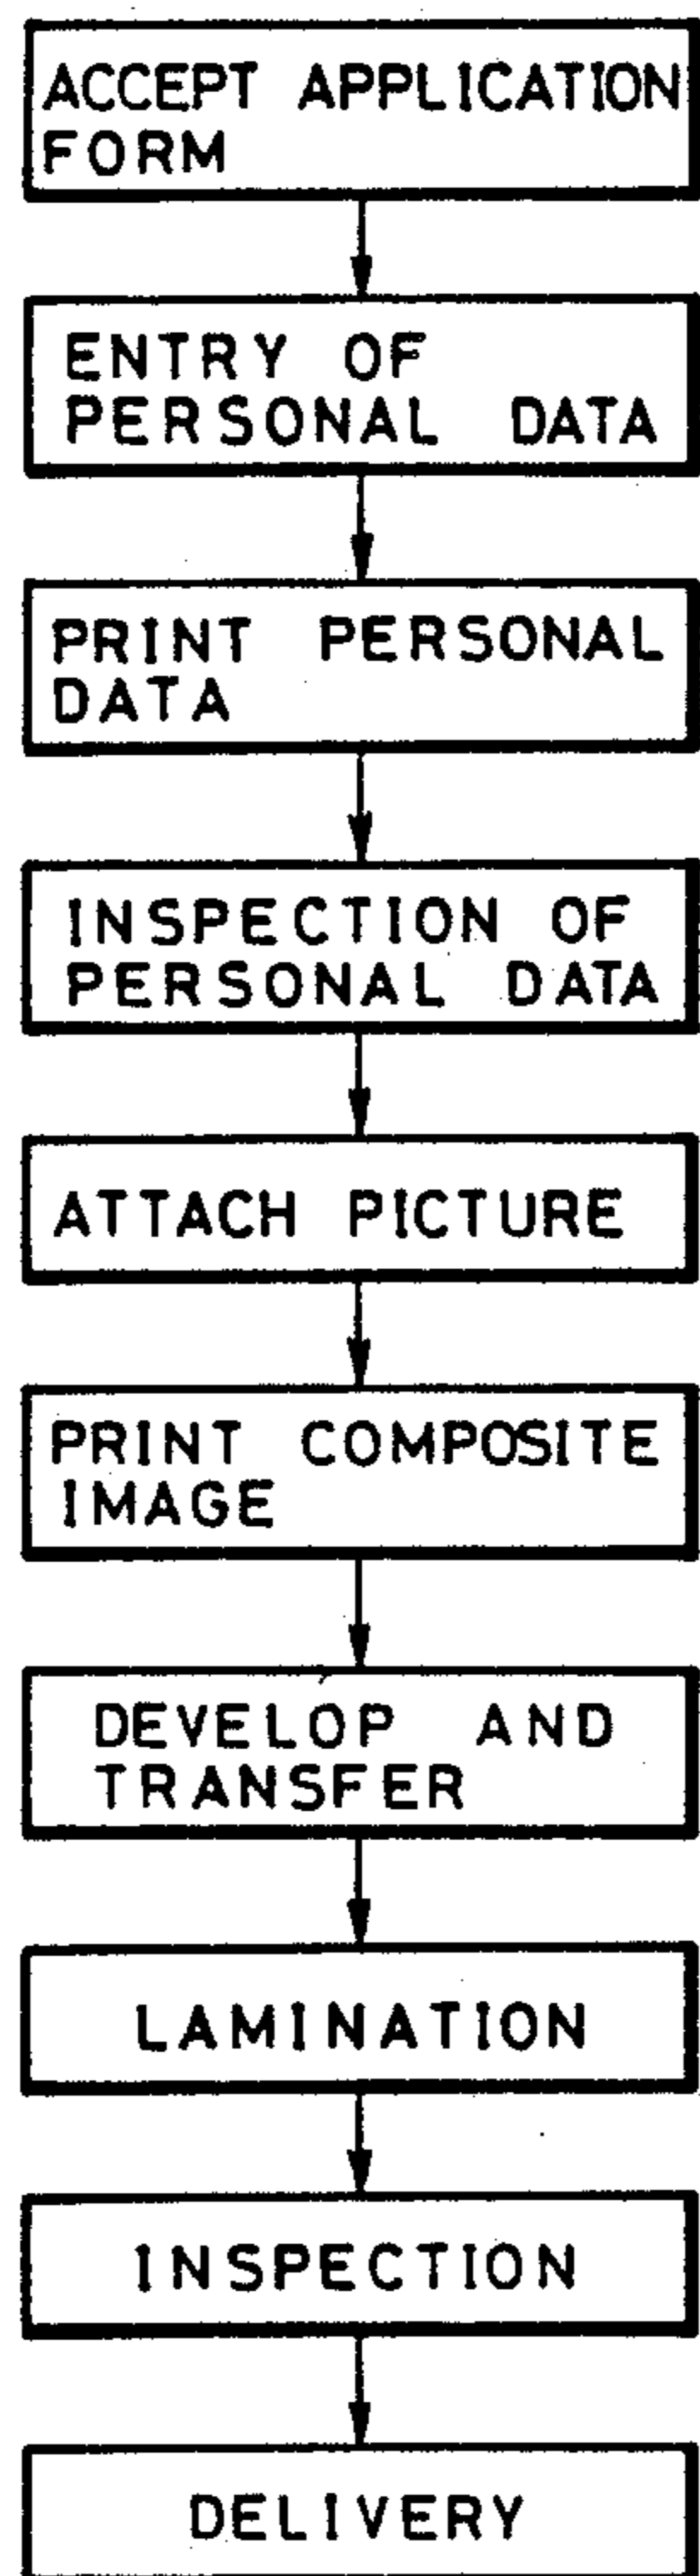 ACCEPT APPLICATION
FORM
ENTRY OF
PERSONAL DATA
PRINT PERSONAL
DATA
INSPECTION OF
PERSONAL DATA
ATTACH PICTURE
PRINT COMPOSITE
IMAGE
DEVELOP AND
TRANSFER
LAMINATION
INSPECTION
DELIVERY